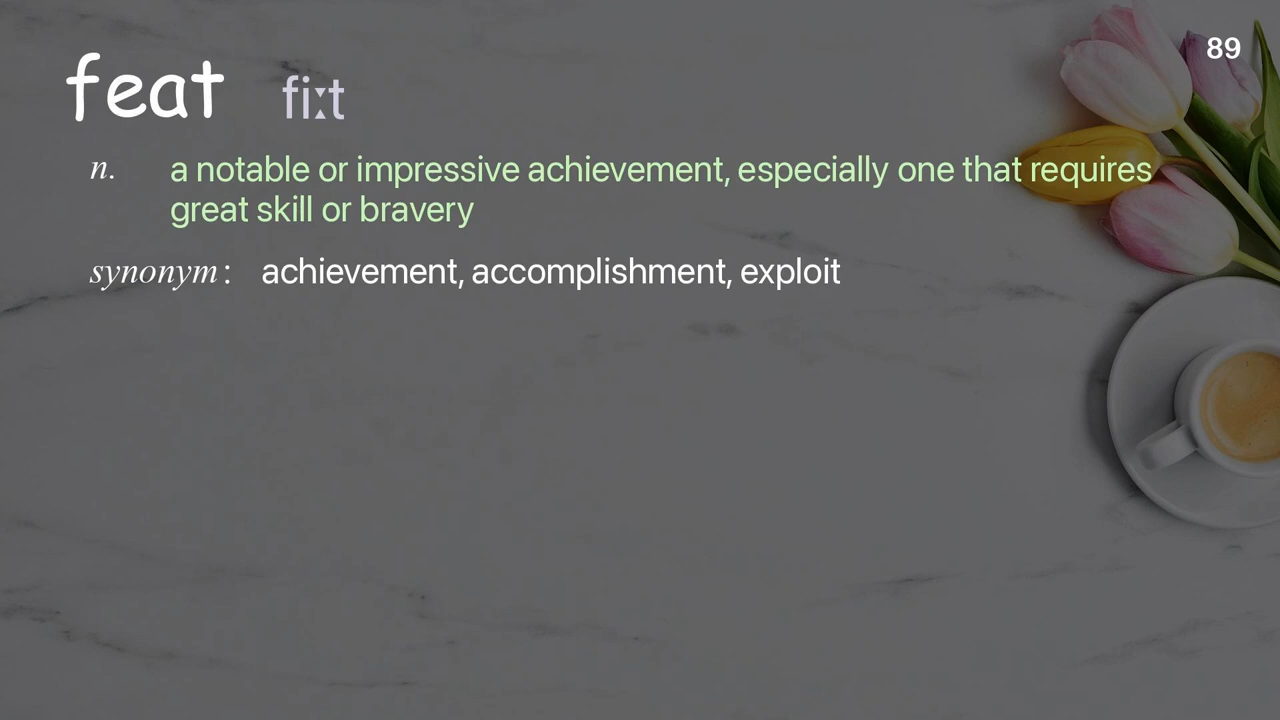 89
feat fiːt
n. a notable or impressive achievement, especially one that requires
great skill or bravery
synonym: achievement, accomplishment, exploit